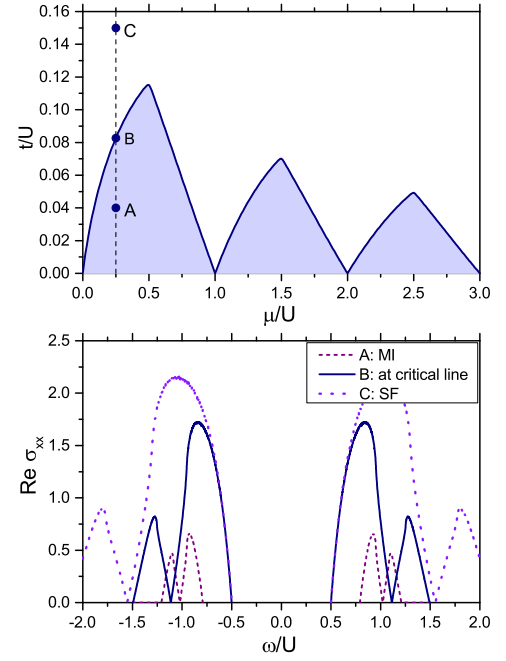 0.16
C
0.14
0.12
0.10
t/U
0.08
B
0.06
0.04
A
0.02
0.00
0.0 0.5 1.0 1.5 2.0 2.5 3.0
μ/U
2.5
A: MI
B: at critical line
C: SF
2.0
1.5
Re σxx
1.0
0.5
0.0
-2.0 -1.5 -1.0 -0.5 0.0 0.5 1.0 1.5 2.0
ω/U